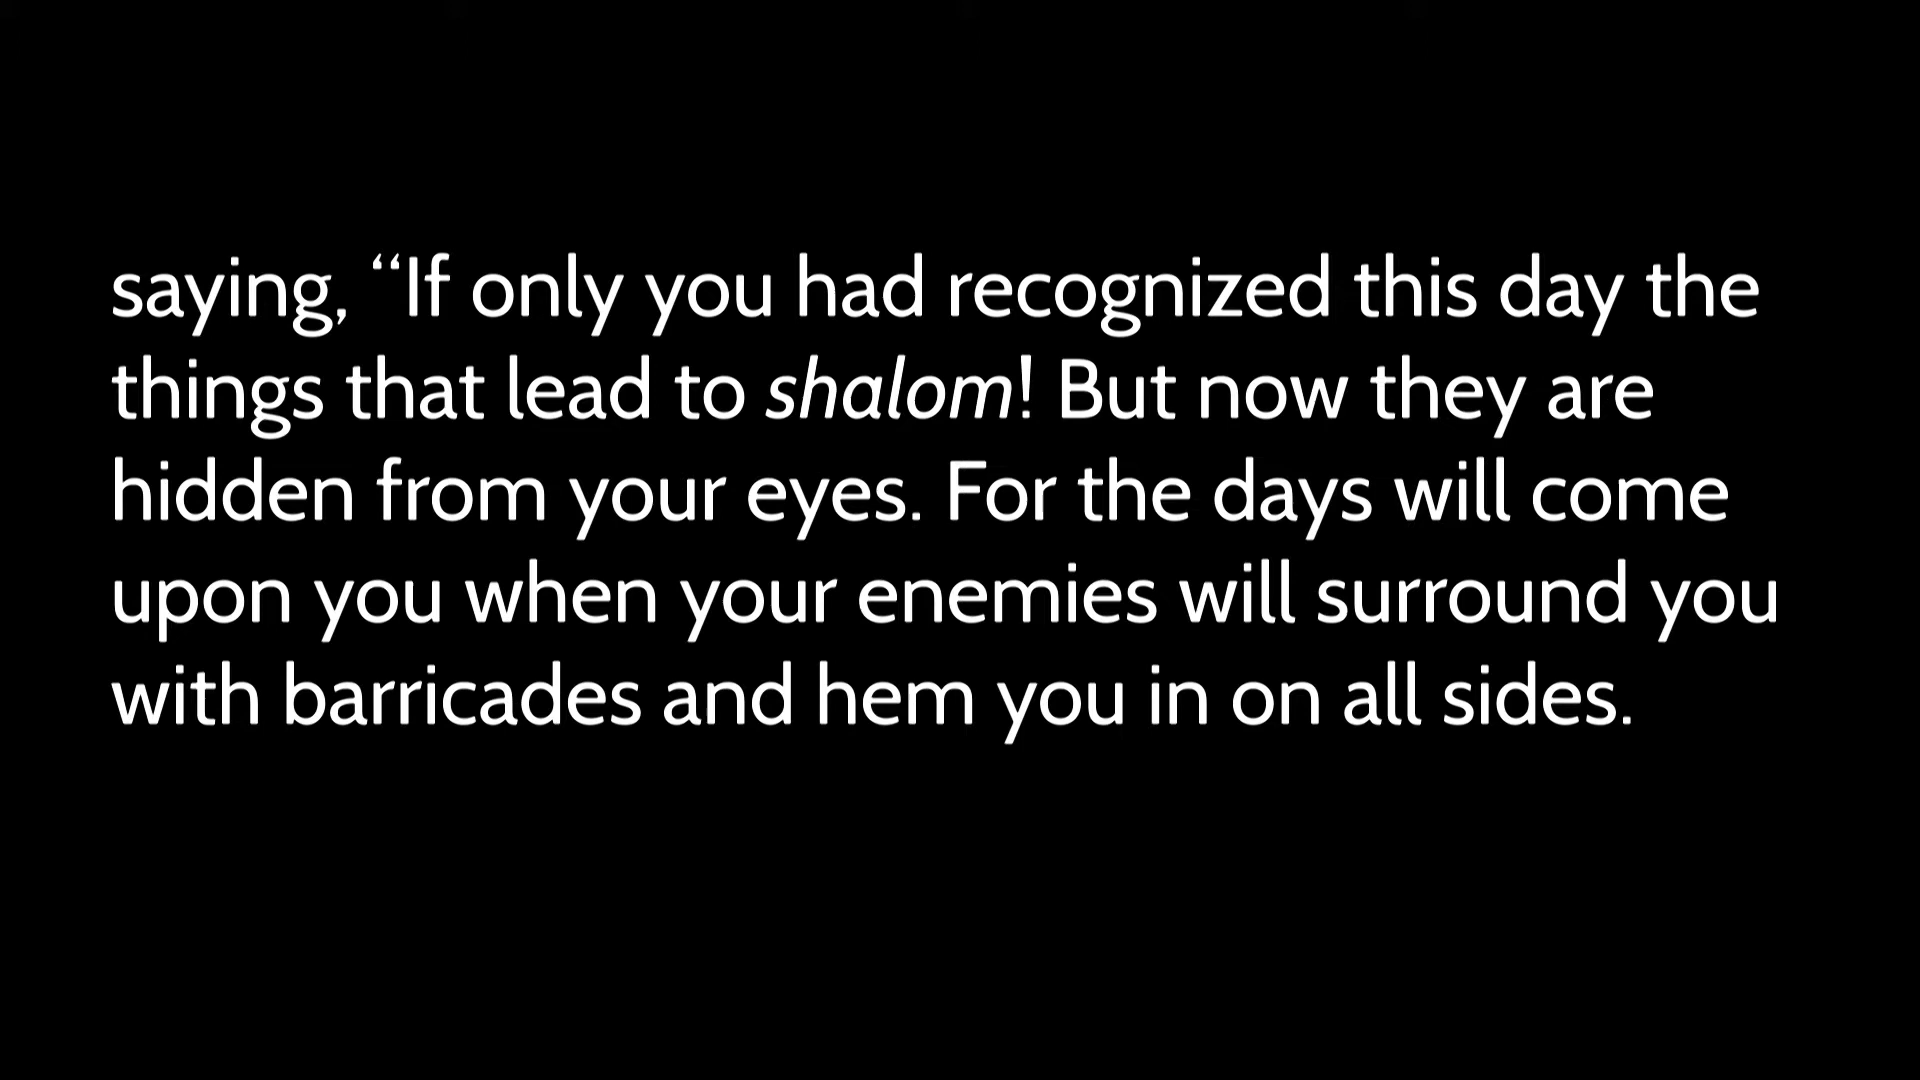 saying, “If only you had recognized this day the
things that lead to shalom! But now they are
hidden from your eyes. For the days will come
upon you when your enemies will surround you
with barricades and hem you in on all sides.